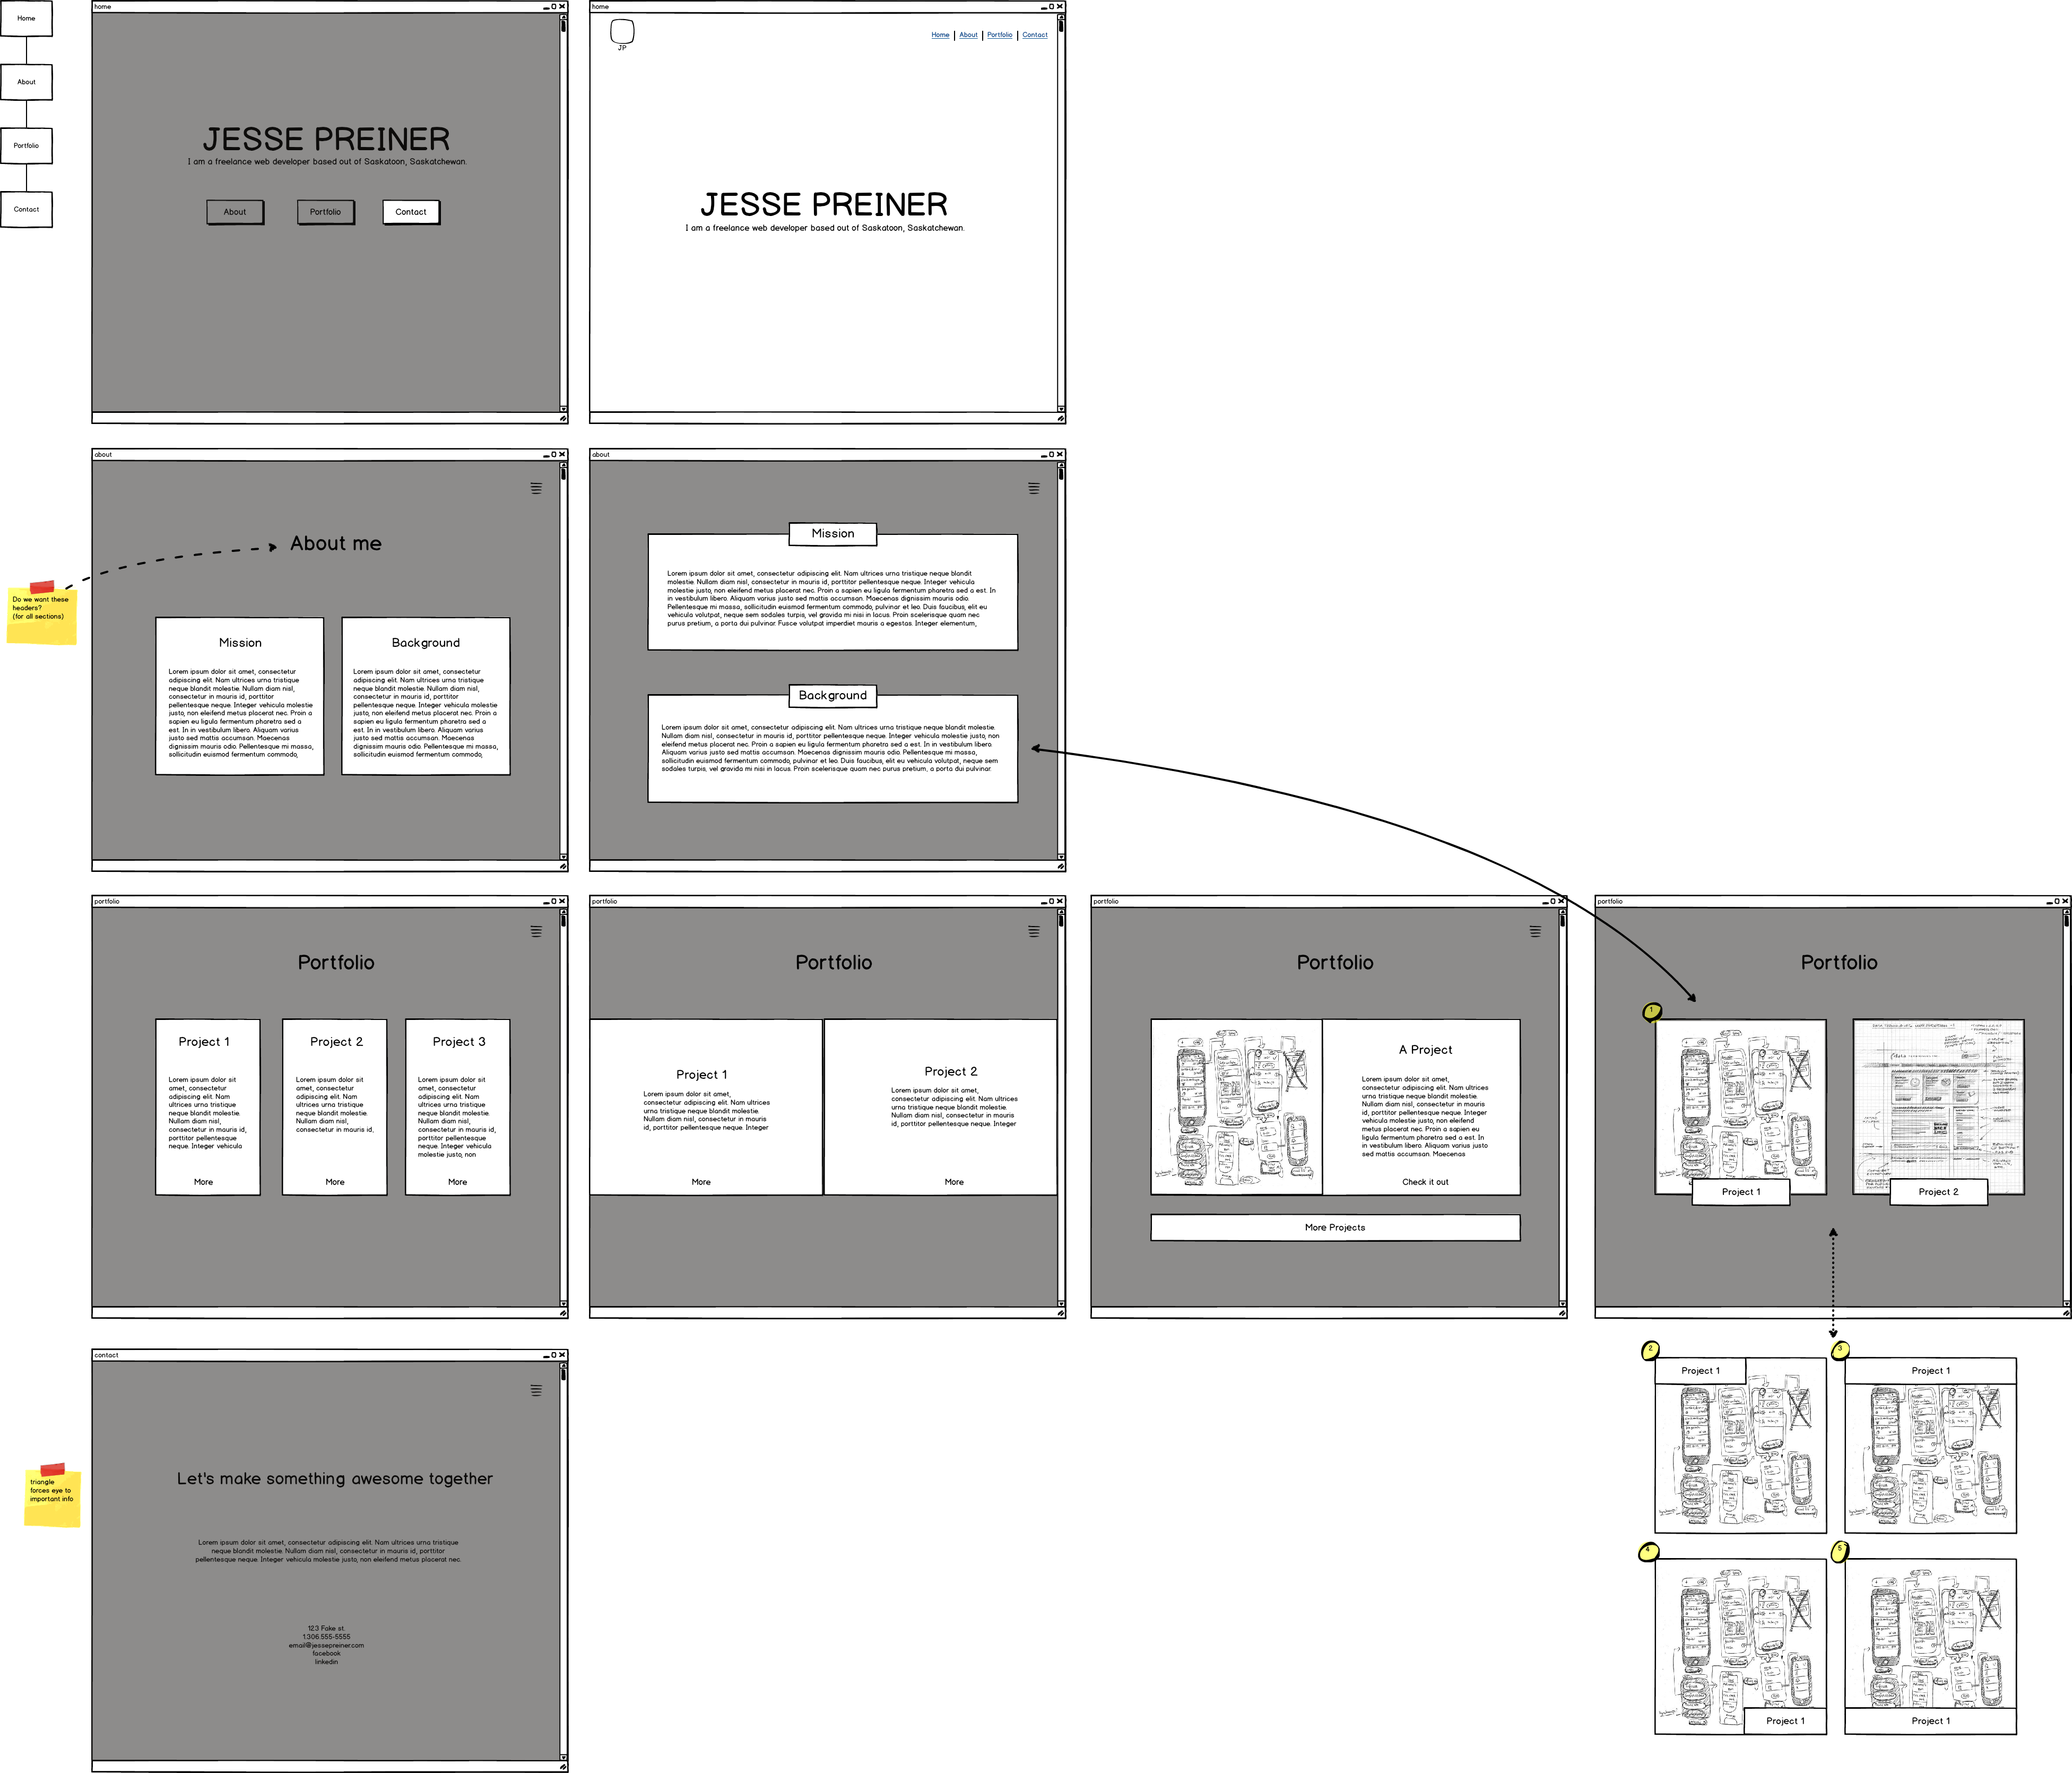 Home
About
Portfolio
Contact
home
JESSE PREINER
I am a freelance web developer based out of Saskatoon, Saskatchewan.
About
Portfolio
Contact
home
JP
Home
About
Portfolio
Contact
JESSE PREINER
I am a freelance web developer based out of Saskatoon, Saskatchewan.
Do we want these
headers?
(for all sections)
about
About me
Mission
Lorem ipsum dolor sit amet, consectetur
adipiscing elit. Nam ultrices urna tristique
neque blandit molestie. Nullam diam nisl,
consectetur in mauris id, porttitor
pellentesque neque. Integer vehicula molestie
justo, non eleifend metus placerat nec. Proin a
sapien eu ligula fermentum pharetra sed a
est. In in vestibulum libero. Aliquam varius
justo sed mattis accumsan. Maecenas
dignissim mauris odio. Pellentesque mi massa,
sollicitudin euismod fermentum commodo,
Background
Lorem ipsum dolor sit amet, consectetur
adipiscing elit. Nam ultrices urna tristique
neque blandit molestie. Nullam diam nisl,
consectetur in mauris id, porttitor
pellentesque neque. Integer vehicula molestie
justo, non eleifend metus placerat nec. Proin a
sapien eu ligula fermentum pharetra sed a
est. In in vestibulum libero. Aliquam varius
justo sed mattis accumsan. Maecenas
dignissim mauris odio. Pellentesque mi massa,
sollicitudin euismod fermentum commodo,
about
Mission
Lorem ipsum dolor sit amet, consectetur adipiscing elit. Nam ultrices urna tristique neque blandit
molestie. Nullam diam nisl, consectetur in mauris id, porttitor pellentesque neque. Integer vehicula
molestie justo, non eleifend metus placerat nec. Proin a sapien eu ligula fermentum pharetra sed a est. In
in vestibulum libero. Aliquam varius justo sed mattis accumsan. Maecenas dignissim mauris odio.
Pellentesque mi massa, sollicitudin euismod fermentum commodo, pulvinar et leo. Duis faucibus, elit eu
vehicula volutpat, neque sem sodales turpis, vel gravida mi nisi in lacus. Proin scelerisque quam nec
purus pretium, a porta dui pulvinar. Fusce volutpat imperdiet mauris a egestas. Integer elementum,
Background
Lorem ipsum dolor sit amet, consectetur adipiscing elit. Nam ultrices urna tristique neque blandit molestie.
Nullam diam nisl, consectetur in mauris id, porttitor pellentesque neque. Integer vehicula molestie justo, non
eleifend metus placerat nec. Proin a sapien eu ligula fermentum pharetra sed a est. In in vestibulum libero.
Aliquam varius justo sed mattis accumsan. Maecenas dignissim mauris odio. Pellentesque mi massa,
sollicitudin euismod fermentum commodo, pulvinar et leo. Duis faucibus, elit eu vehicula volutpat, neque sem
sodales turpis, vel gravida mi nisi in lacus. Proin scelerisque quam nec purus pretium, a porta dui pulvinar.
portfolio
Portfolio
Project 1
Lorem ipsum dolor sit
amet, consectetur
adipiscing elit. Nam
ultrices urna tristique
neque blandit molestie.
Nullam diam nisl,
consectetur in mauris id,
porttitor pellentesque
neque. Integer vehicula
More
Project 2
Lorem ipsum dolor sit
amet, consectetur
adipiscing elit. Nam
ultrices urna tristique
neque blandit molestie.
Nullam diam nisl,
consectetur in mauris id,
More
Project 3
Lorem ipsum dolor sit
amet, consectetur
adipiscing elit. Nam
ultrices urna tristique
neque blandit molestie.
Nullam diam nisl,
consectetur in mauris id,
porttitor pellentesque
neque. Integer vehicula
molestie justo, non
More
portfolio
Portfolio
Project 1
Lorem ipsum dolor sit amet,
consectetur adipiscing elit. Nam ultrices
urna tristique neque blandit molestie.
Nullam diam nisl, consectetur in mauris
id, porttitor pellentesque neque. Integer
More
Project 2
Lorem ipsum dolor sit amet,
consectetur adipiscing elit. Nam ultrices
urna tristique neque blandit molestie.
Nullam diam nisl, consectetur in mauris
id, porttitor pellentesque neque. Integer
More
portfolio
Portfolio
A Project
Lorem ipsum dolor sit amet,
consectetur adipiscing elit. Nam ultrices
urna tristique neque blandit molestie.
Nullam diam nisl, consectetur in mauris
id, porttitor pellentesque neque. Integer
vehicula molestie justo, non eleifend
metus placerat nec. Proin a sapien eu
ligula fermentum pharetra sed a est. In
in vestibulum libero. Aliquam varius justo
sed mattis accumsan. Maecenas
Check it out
More Projects
portfolio
Portfolio
1
Project 1
Project 2
2
Project 1
3
Project 1
4
Project 1
5
Project 1
triangle
forces eye to
important info
contact
Let's make something awesome together
Lorem ipsum dolor sit amet, consectetur adipiscing elit. Nam ultrices urna tristique
neque blandit molestie. Nullam diam nisl, consectetur in mauris id, porttitor
pellentesque neque. Integer vehicula molestie justo, non eleifend metus placerat nec.
123 Fake st.
1.306.555-5555
email@jessepreiner.com
facebook
linkedin